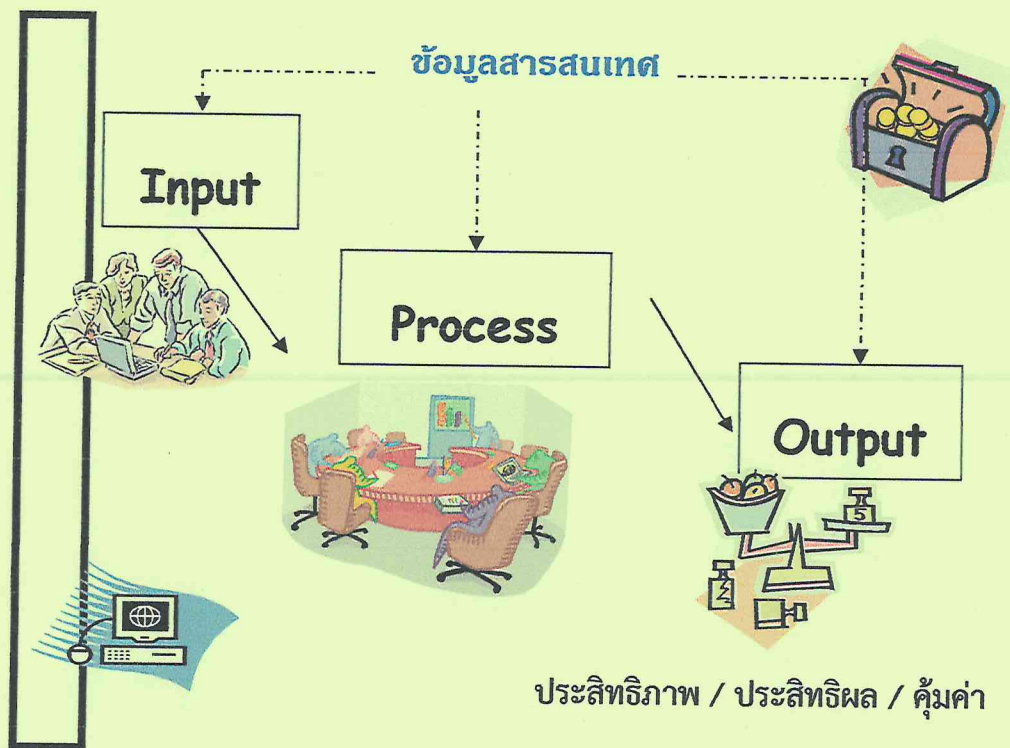 ข้อมูลสารสนเทศ
Input
Process
Output
5
ประสิทธิภาพ / ประสิทธิผล / คุ้มค่า